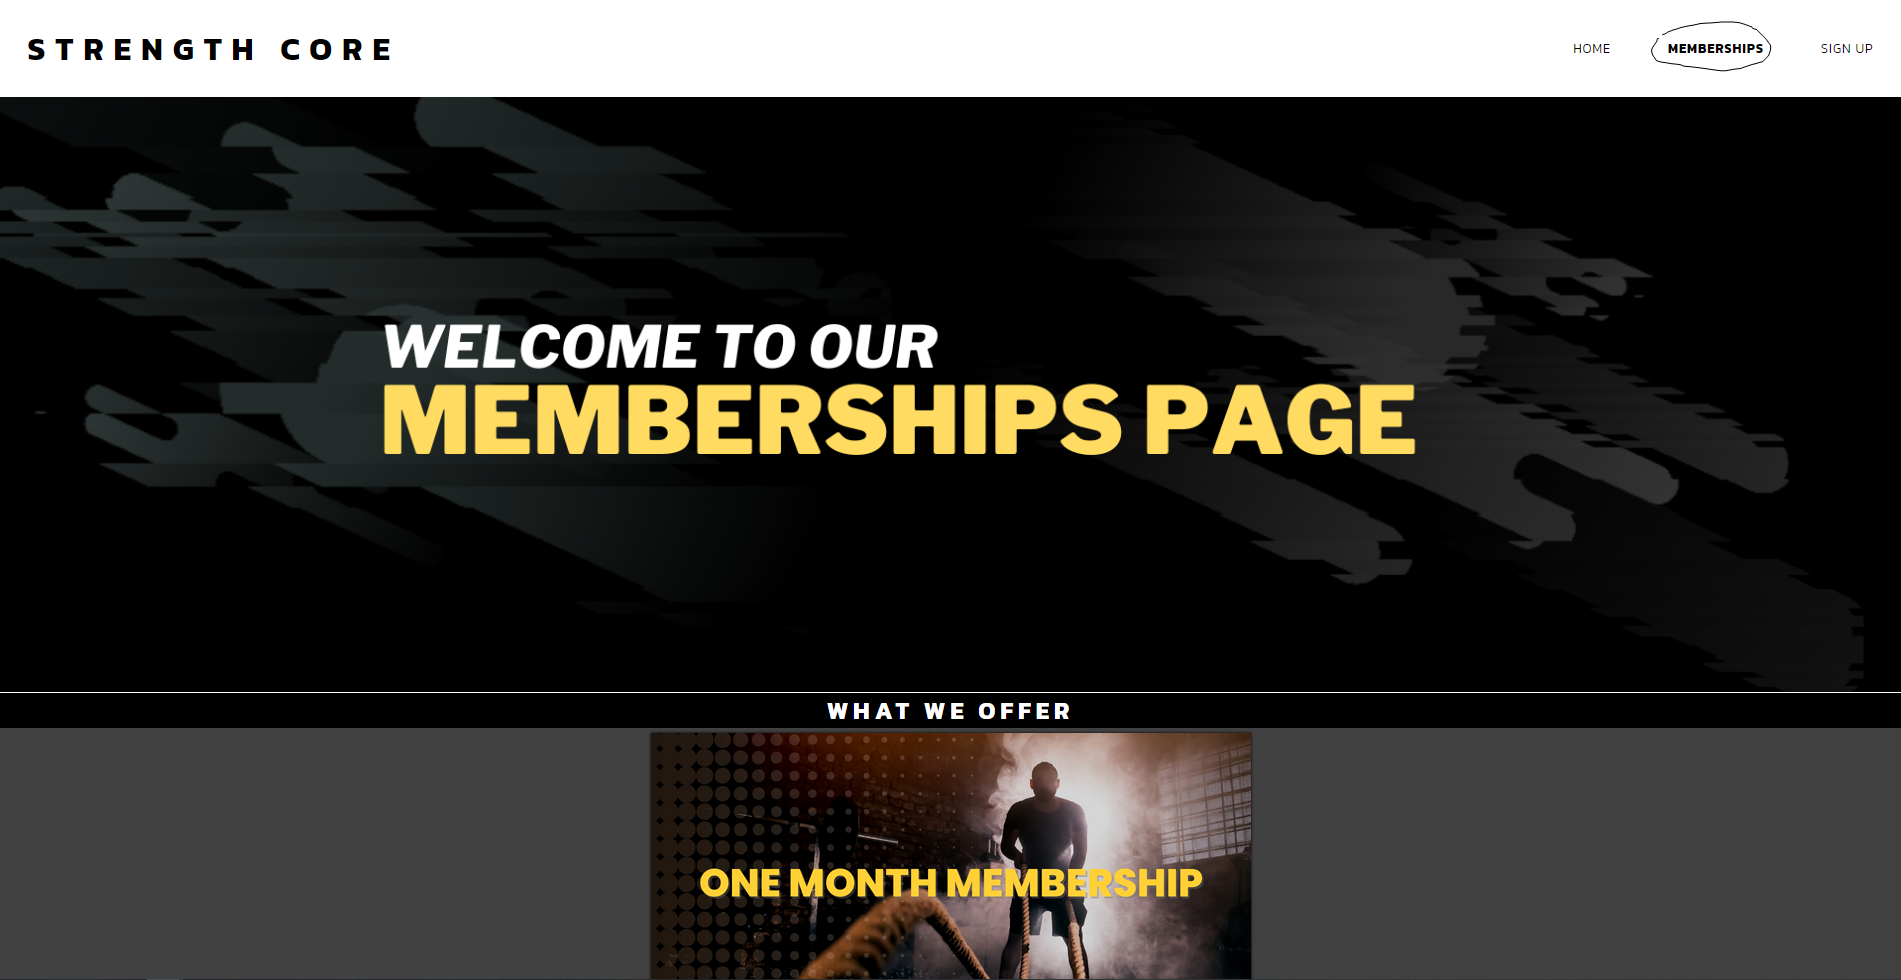 STRENGTH CORE
HOME MEMBERSHIPS SIGN UP
WELCOME TO OUR
MEMBERSHIPS PAGE
WHAT WE OFFER
ONE MONTH MEMBERSHIP